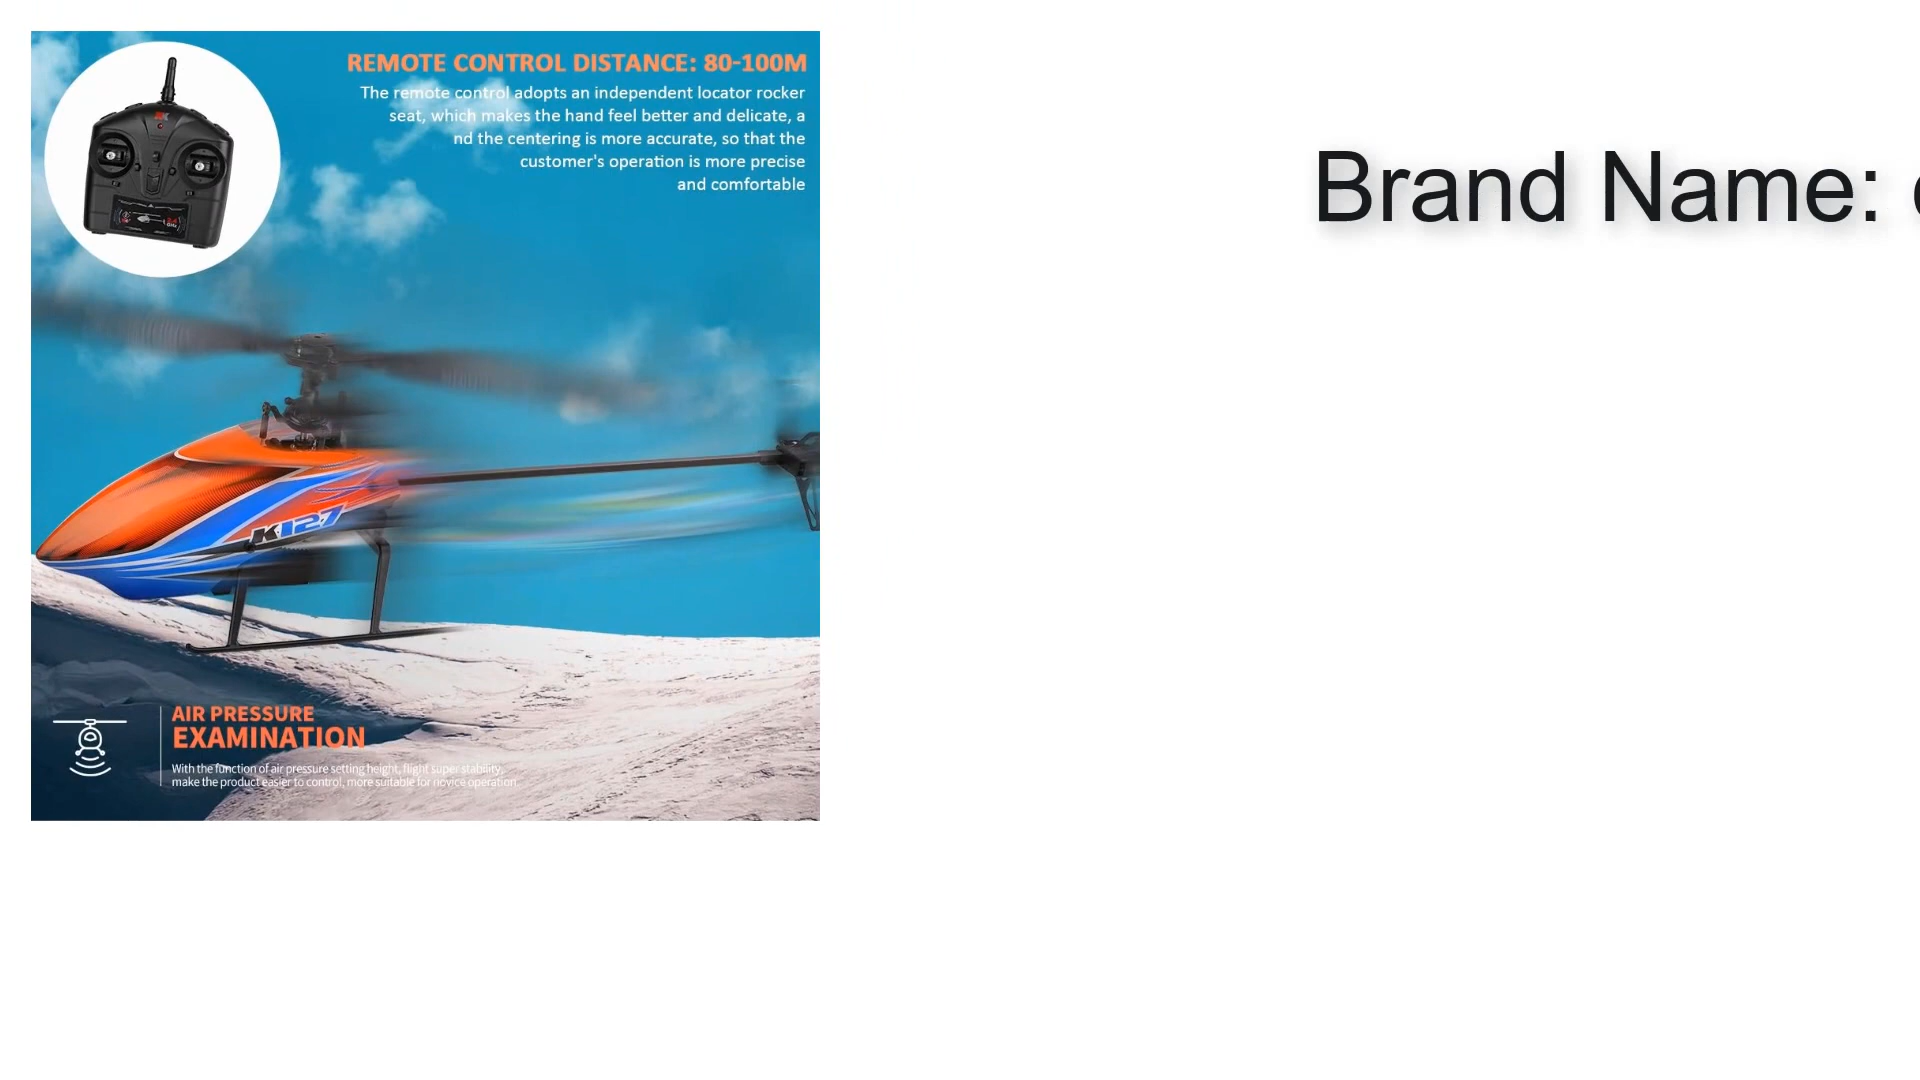 REMOTE CONTROL DISTANCE: 80-100M
The remote control adopts an independent locator rocker
seat, which makes the hand feel better and delicate, a
nd the centering is more accurate, so that the
customer's operation is more precise
and comfortable
Brand Name:
K127
AIR PRESSURE
EXAMINATION
With the function of air pressure setting height, flight super stability,
make the product easier to control, more suitable for novice operation.